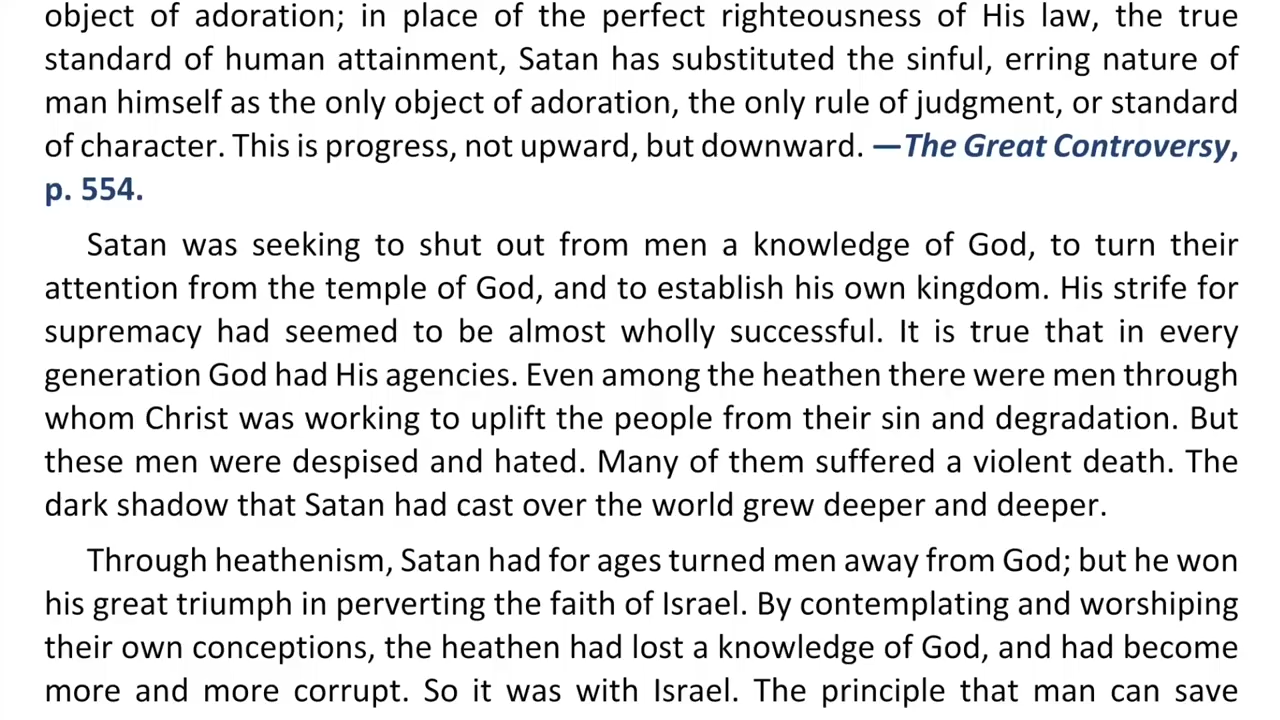 object of adoration; in place of the perfect righteousness of His law, the true
standard of human attainment, Satan has substituted the sinful, erring nature of
man himself as the only object of adoration, the only rule of judgment, or standard
of character. This is progress, not upward, but downward. —The Great Controversy,
p. 554.
Satan was seeking to shut out from men a knowledge of God, to turn their
attention from the temple of God, and to establish his own kingdom. His strife for
supremacy had seemed to be almost wholly successful. It is true that in every
generation God had His agencies. Even among the heathen there were men through
whom Christ was working to uplift the people from their sin and degradation. But
these men were despised and hated. Many of them suffered a violent death. The
dark shadow that Satan had cast over the world grew deeper and deeper.
Through heathenism, Satan had for ages turned men away from God; but he won
his great triumph in perverting the faith of Israel. By contemplating and worshiping
their own conceptions, the heathen had lost a knowledge of God, and had become
more and more corrupt. So it was with Israel. The principle that man can save